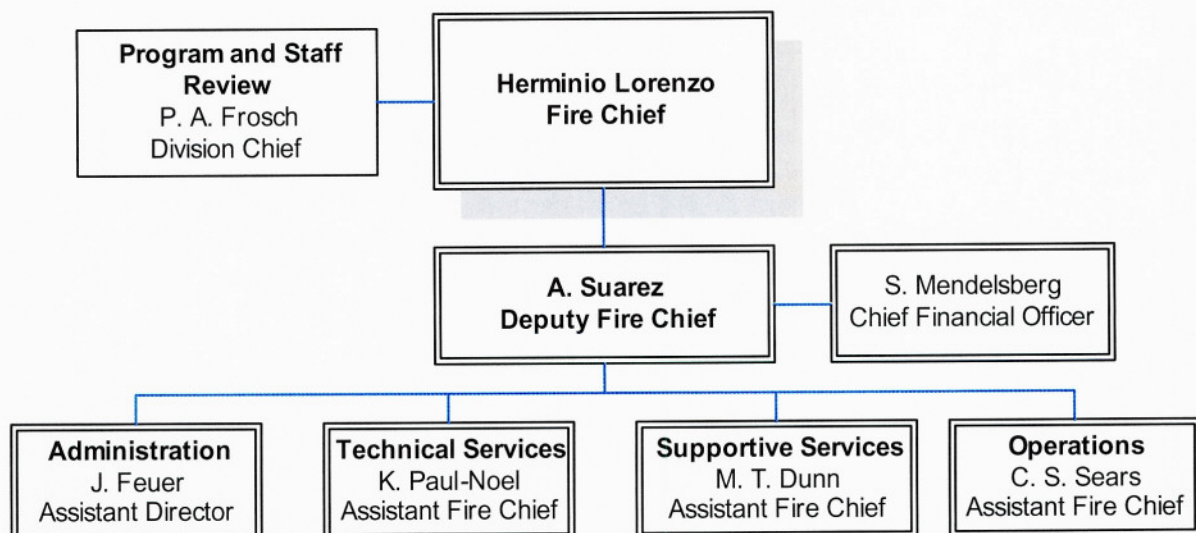 Program and Staff
Review
P. A. Frosch
Division Chief
Herminio Lorenzo
Fire Chief
A. Suarez
Deputy Fire Chief
S. Mendelsberg
Chief Financial Officer
Administration
J. Feuer
Assistant Director
Technical Services
K. Paul-Noel
Assistant Fire Chief
Supportive Services
M. T. Dunn
Assistant Fire Chief
Operations
C. S. Sears
Assistant Fire Chief